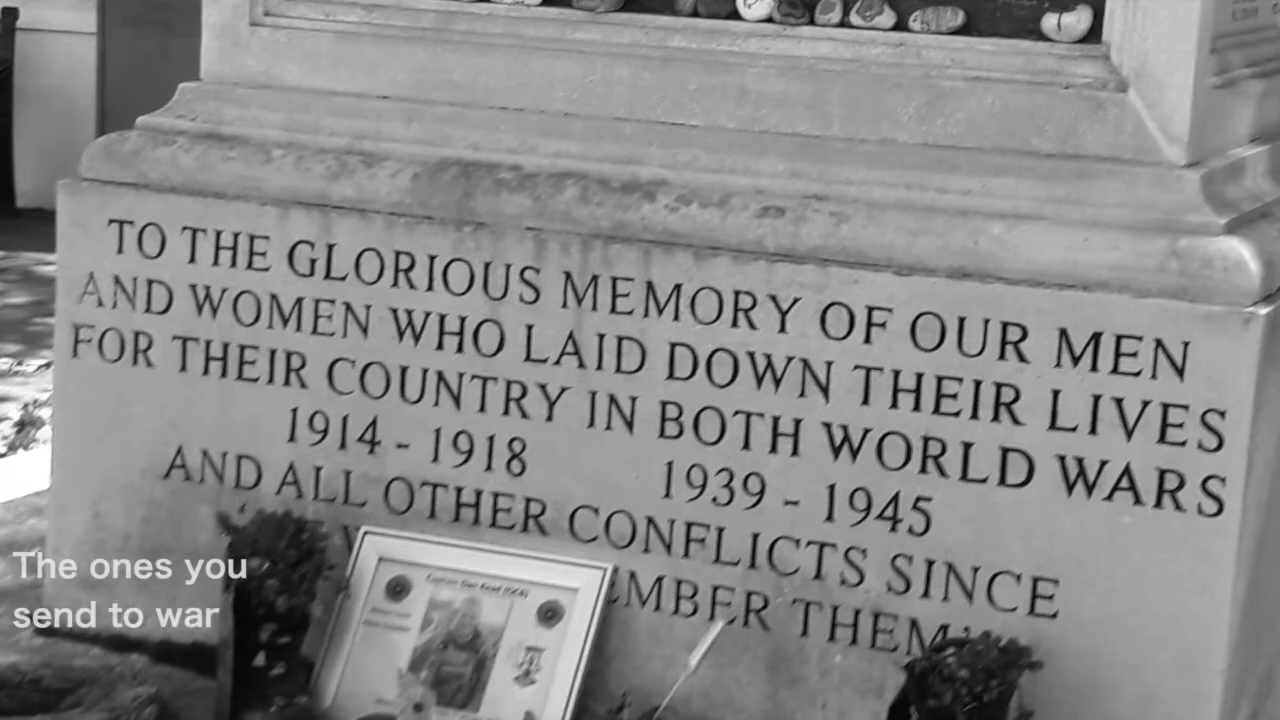 TO THE GLORIOUS MEMORY OF OUR MEN
AND WOMEN WHO LAID DOWN THEIR LIVES
FOR THEIR COUNTRY IN BOTH WORLD WARS
1914 - 1918 1939 - 1945
AND ALL OTHER CONFLICTS SINCE
THEM'
The ones you
send to war